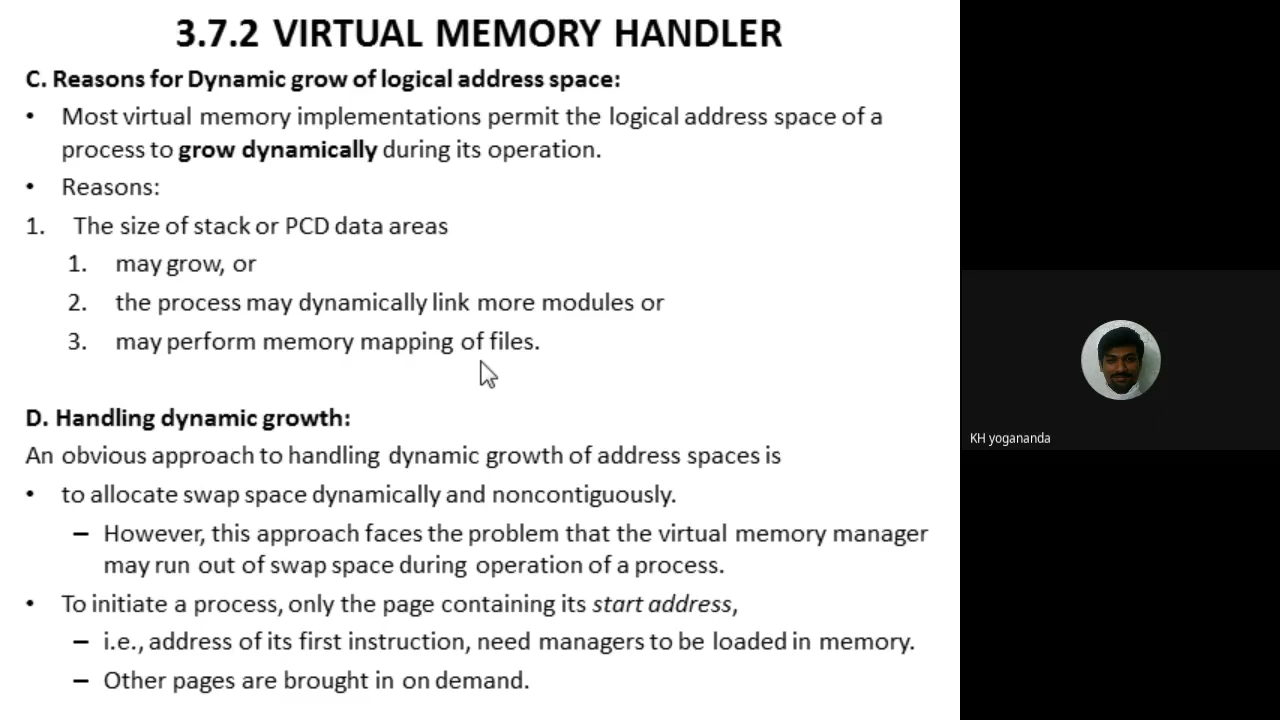 3.7.2 VIRTUAL MEMORY HANDLER
C. Reasons for Dynamic grow of logical address space:
• Most virtual memory implementations permit the logical address space of a
process to grow dynamically during its operation.
• Reasons:
1. The size of stack or PCD data areas
1. may grow, or
2. the process may dynamically link more modules or
3. may perform memory mapping of files.
D. Handling dynamic growth:
An obvious approach to handling dynamic growth of address spaces is
• to allocate swap space dynamically and noncontiguously.
– However, this approach faces the problem that the virtual memory manager
may run out of swap space during operation of a process.
• To initiate a process, only the page containing its start address,
– i.e., address of its first instruction, need managers to be loaded in memory.
– Other pages are brought in on demand.
KH yogananda